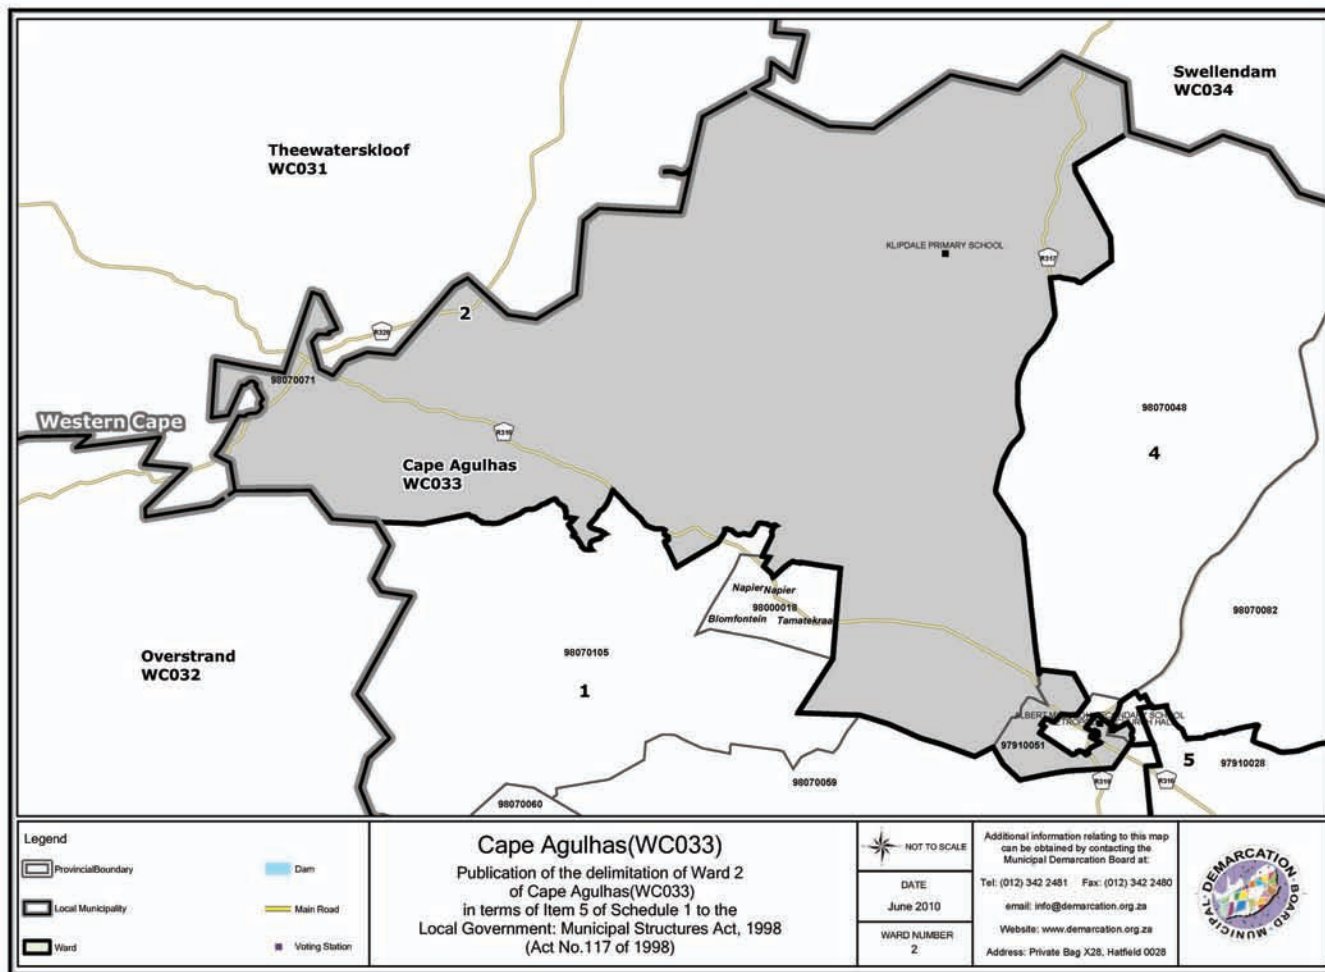 Swellendam
WC034
Theewaterskloof
WC031
KLIPDALE PRIMARY SCHOOL
R317
2
R326
98070071
98070048
Western Cape
R316
4
Cape Agulhas
WC033
Napier Napier
98000018
98070082
Blomfontein Tamatekraa
Overstrand
WC032
98070105
1
97910051
5
97910028
98070059
R319
R316
98070060
Legend
ProvincialBoundary
Dam
Local Municipality
Main Road
Ward
Voting Station
Cape Agulhas(WC033)
Publication of the delimitation of Ward 2
of Cape Agulhas(WC033)
in terms of Item 5 of Schedule 1 to the
Local Government: Municipal Structures Act, 1998
(Act No.117 of 1998)
NOT TO SCALE
DATE
June 2010
WARD NUMBER
2
Additional information relating to this map
can be obtained by contacting the
Municipal Demarcation Board at:
Tel: (012) 342 2481 Fax: (012) 342 2480
email: info@demarcation.org.za
Website: www.demarcation.org.za
Address: Private Bag X28, Hatfield 0028
MUNICIPAL DEMARCATION BOARD